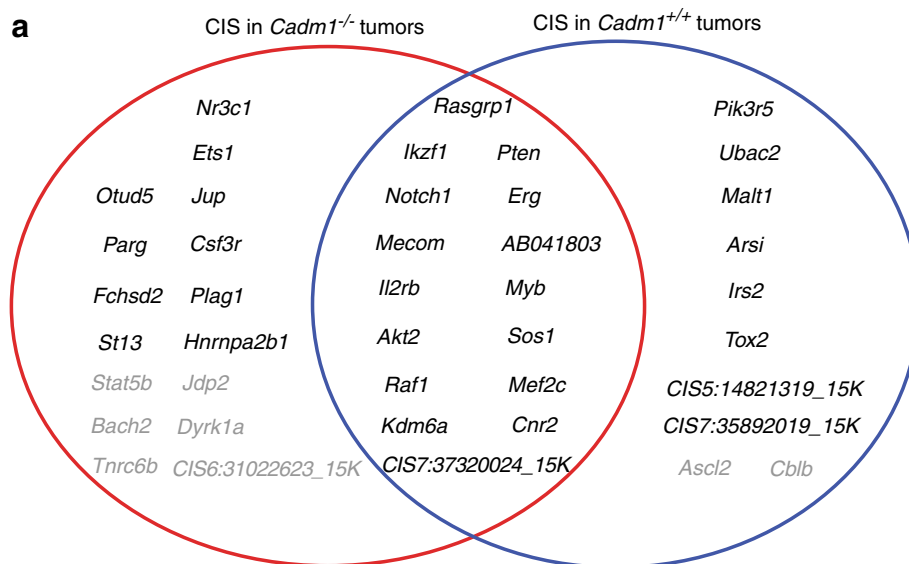 a
CIS in Cadm1-/- tumors
CIS in Cadm1+/+ tumors
Nr3c1
Ets1
Otud5 Jup
Parg Csf3r
Fchsd2 Plag1
St13 Hnrnpa2b1
Stat5b Jdp2
Bach2 Dyrk1a
Tnrc6b CIS6:31022623_15K
Rasgrp1
Ikzf1 Pten
Notch1 Erg
Mecom AB041803
Il2rb Myb
Akt2 Sos1
Raf1 Mef2c
Kdm6a Cnr2
CIS7:37320024_15K
Pik3r5
Ubac2
Malt1
Arsi
Irs2
Tox2
CIS5:14821319_15K
CIS7:35892019_15K
Ascl2 Cblb